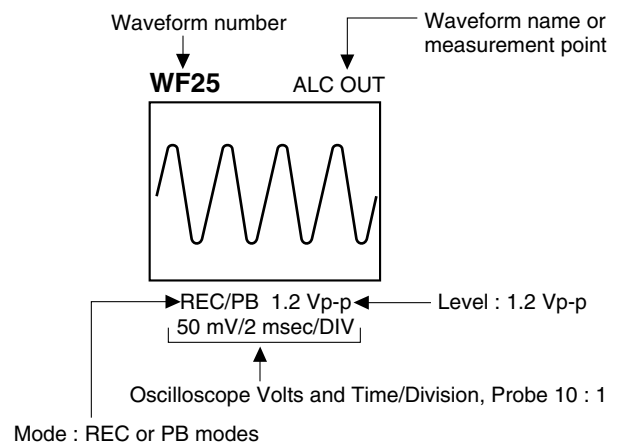 Waveform number
Waveform name or
measurement point
WF25 ALC OUT
REC/PB 1.2 Vp-p
Level : 1.2 Vp-p
50 mV/2 msec/DIV
Oscilloscope Volts and Time/Division, Probe 10 : 1
Mode : REC or PB modes